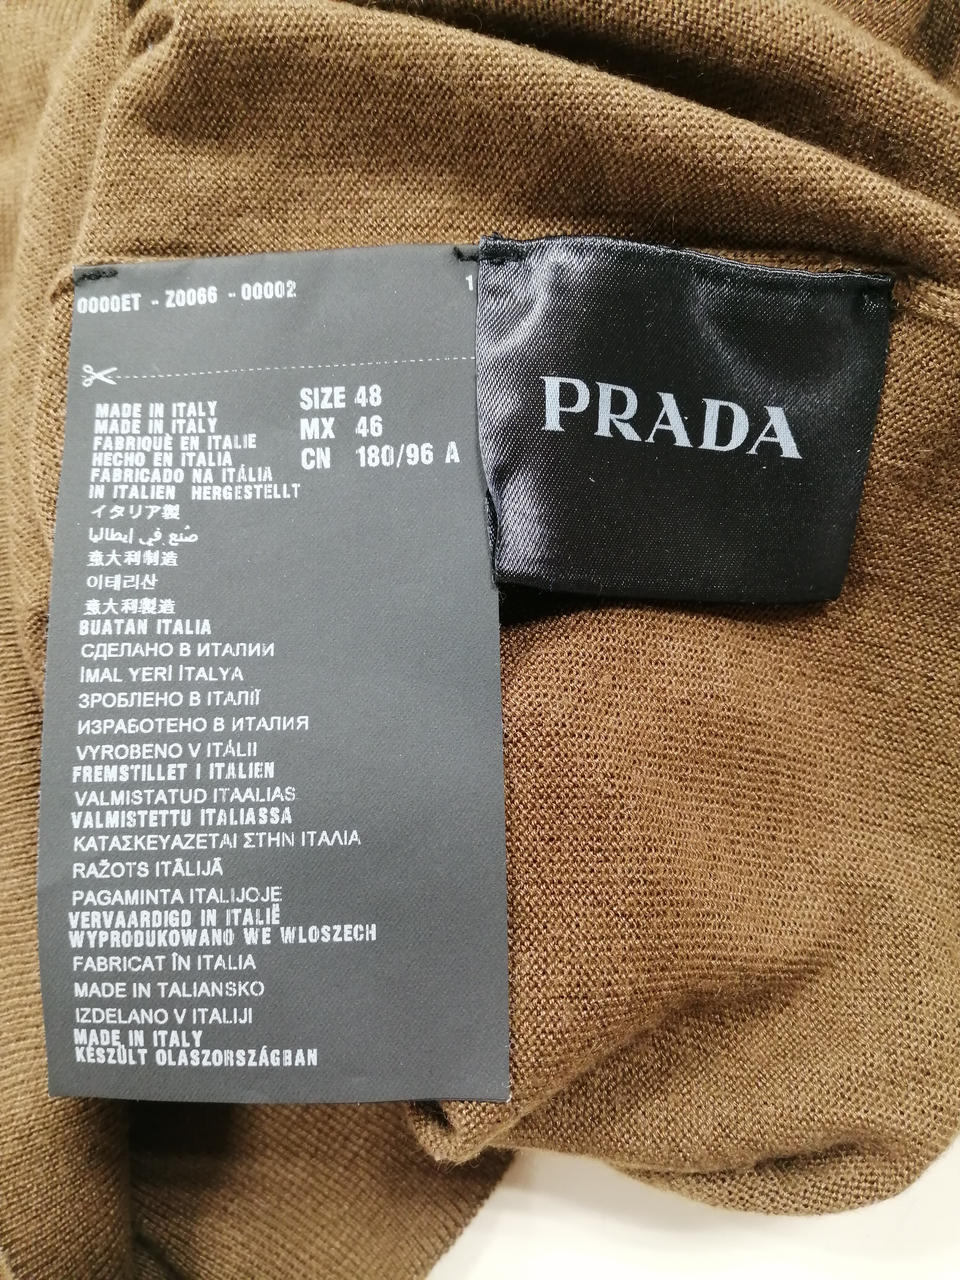 0000ET - Z0066 - 00002 1
MADE IN ITALY
MADE IN ITALY
FABRIQUÈ EN ITALIE
HECHO EN ITALIA
FABRICADO NA ITÁLIA
IN ITALIEN HERGESTELLT
イタリア製
صُنع في إيطاليا
意大利制造
이태리산
意大利製造
BUATAN ITALIA
СДЕЛАНО В ИТАЛИИ
İMAL YERİ İTALYA
ЗРОБЛЕНО В ІТАЛІЇ
ИЗРАБОТЕНО В ИТАЛИЯ
VYROBENO V ITÁLII
FREMSTILLET I ITALIEN
VALMISTATUD ITAALIAS
VALMISTETTU ITALIASSA
ΚΑΤΑΣΚΕΥΑΖΕΤΑΙ ΣΤΗΝ ΙΤΑΛΙΑ
RAŽOTS ITĀLIJĀ
PAGAMINTA ITALIJOJE
VERVAARDIGD IN ITALIË
WYPRODUKOWANO WE WLOSZECH
FABRICAT ÎN ITALIA
MADE IN TALIANSKO
IZDELANO V ITALIJI
MADE IN ITALY
KÉSZÜLT OLASZORSZÁGBAN
SIZE 48
MX 46
CN 180/96 A
PRADA